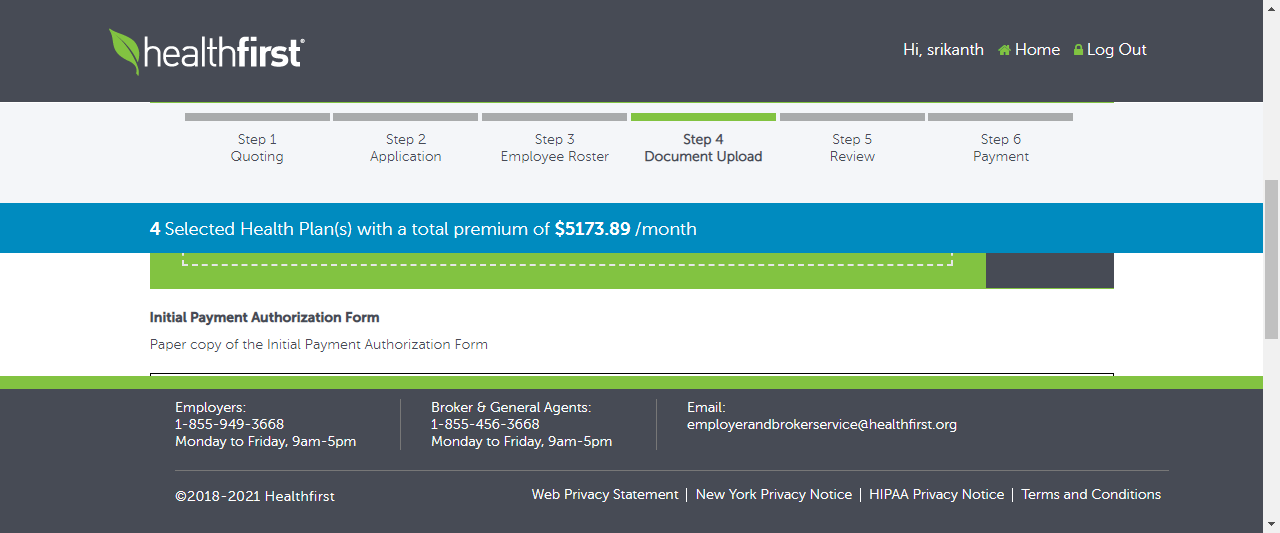 healthfirst®
Hi, srikanth Home Log Out
Step 1 Step 2 Step 3 Step 4 Step 5 Step 6
Quoting Application Employee Roster Document Upload Review Payment
4 Selected Health Plan(s) with a total premium of $5173.89 /month
Initial Payment Authorization Form
Paper copy of the Initial Payment Authorization Form
Employers:
1-855-949-3668
Monday to Friday, 9am-5pm
Broker & General Agents:
1-855-456-3668
Monday to Friday, 9am-5pm
Email:
employerandbrokerservice@healthfirst.org
©2018-2021 Healthfirst
Web Privacy Statement | New York Privacy Notice | HIPAA Privacy Notice | Terms and Conditions